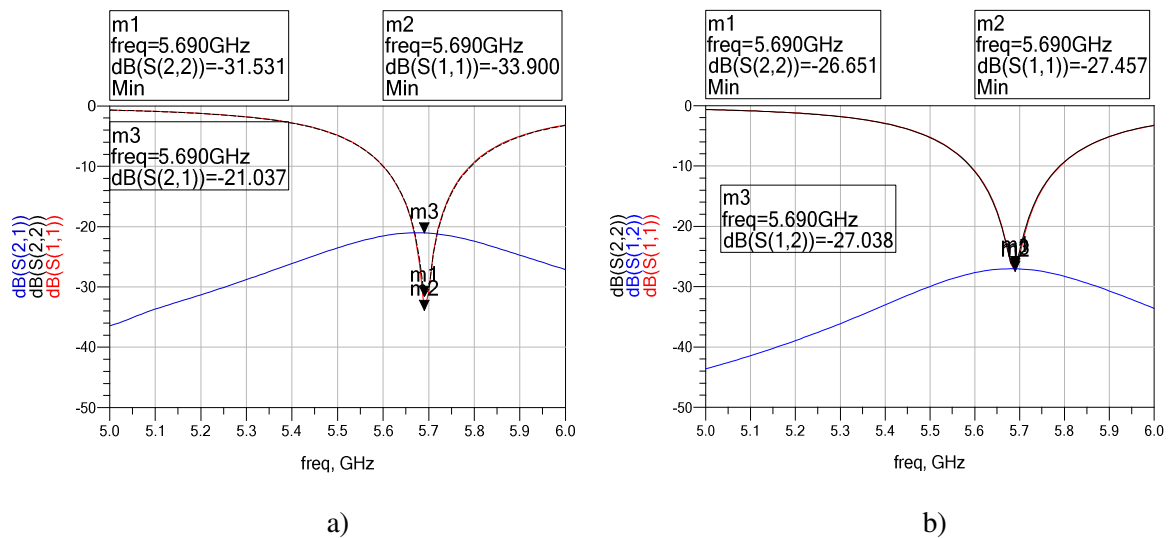 m1
freq=5.690GHz
dB(S(2,2))=-31.531
Min
m2
freq=5.690GHz
dB(S(1,1))=-33.900
Min
m3
freq=5.690GHz
dB(S(2,1))=-21.037
0
-10
-20
-30
-40
-50
m3
m1
m2
5.0 5.1 5.2 5.3 5.4 5.5 5.6 5.7 5.8 5.9 6.0
freq, GHz
dB(S(2,1))
dB(S(2,2))
dB(S(1,1))
a)
m1
freq=5.690GHz
dB(S(2,2))=-26.651
Min
m2
freq=5.690GHz
dB(S(1,1))=-27.457
Min
m3
freq=5.690GHz
dB(S(1,2))=-27.038
0
-10
-20
-30
-40
-50
5.0 5.1 5.2 5.3 5.4 5.5 5.6 5.7 5.8 5.9 6.0
freq, GHz
dB(S(2,2))
dB(S(1,2))
dB(S(1,1))
b)